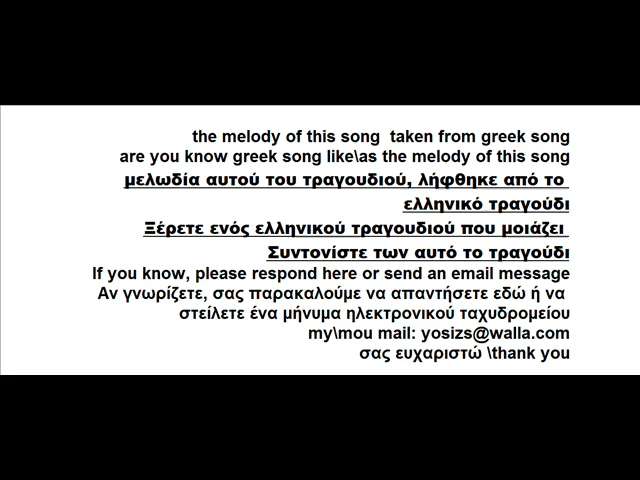 the melody of this song taken from greek song
are you know greek song like\as the melody of this song
μελωδία αυτού του τραγουδιού, λήφθηκε από το
ελληνικό τραγούδι
Ξέρετε ενός ελληνικού τραγουδιού που μοιάζει
Συντονίστε των αυτό το τραγούδι
If you know, please respond here or send an email message
Αν γνωρίζετε, σας παρακαλούμε να απαντήσετε εδώ ή να
στείλετε ένα μήνυμα ηλεκτρονικού ταχυδρομείου
my\mou mail: yosizs@walla.com
σας ευχαριστώ \thank you